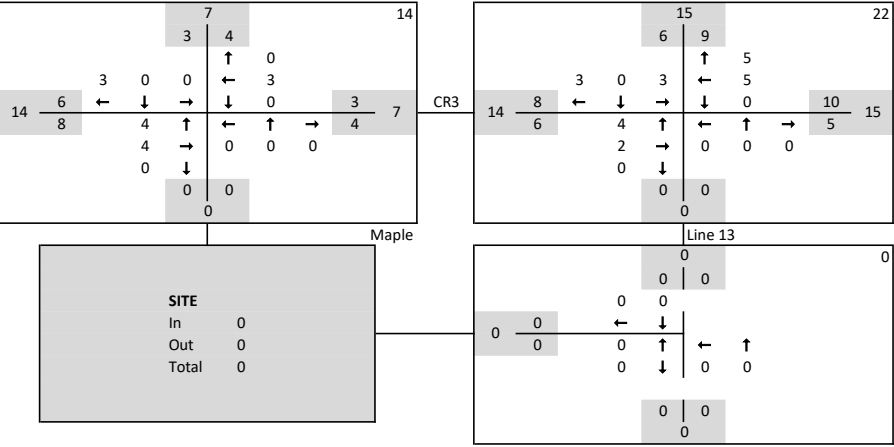 7 14 15 22
3 4 6 9
↑ 0 ↑ 5
3 0 0 ← 3 3 0 3 ← 5
14 6 ← ↓ → ↓ 0 3 7 CR3 14 8 ← ↓ → ↓ 0 10 15
8 4 ↑ ← ↑ → 4 6 4 ↑ ← ↑ → 5
4 → 0 0 0 2 → 0 0 0
0 ↓ 0 ↓
0 0 0 0
0 0
Maple Line 13
0 0
0 0
SITE 0 0
In 0 0 0 ← ↓
Out 0 0 0 ↑ ← ↑
Total 0 0 ↓ 0 0
0 0
0